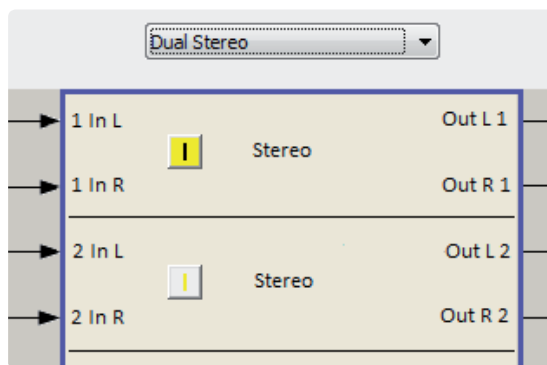 Dual Stereo
1 In L
Out L 1
I
Stereo
1 In R
Out R 1
2 In L
Out L 2
I
Stereo
2 In R
Out R 2